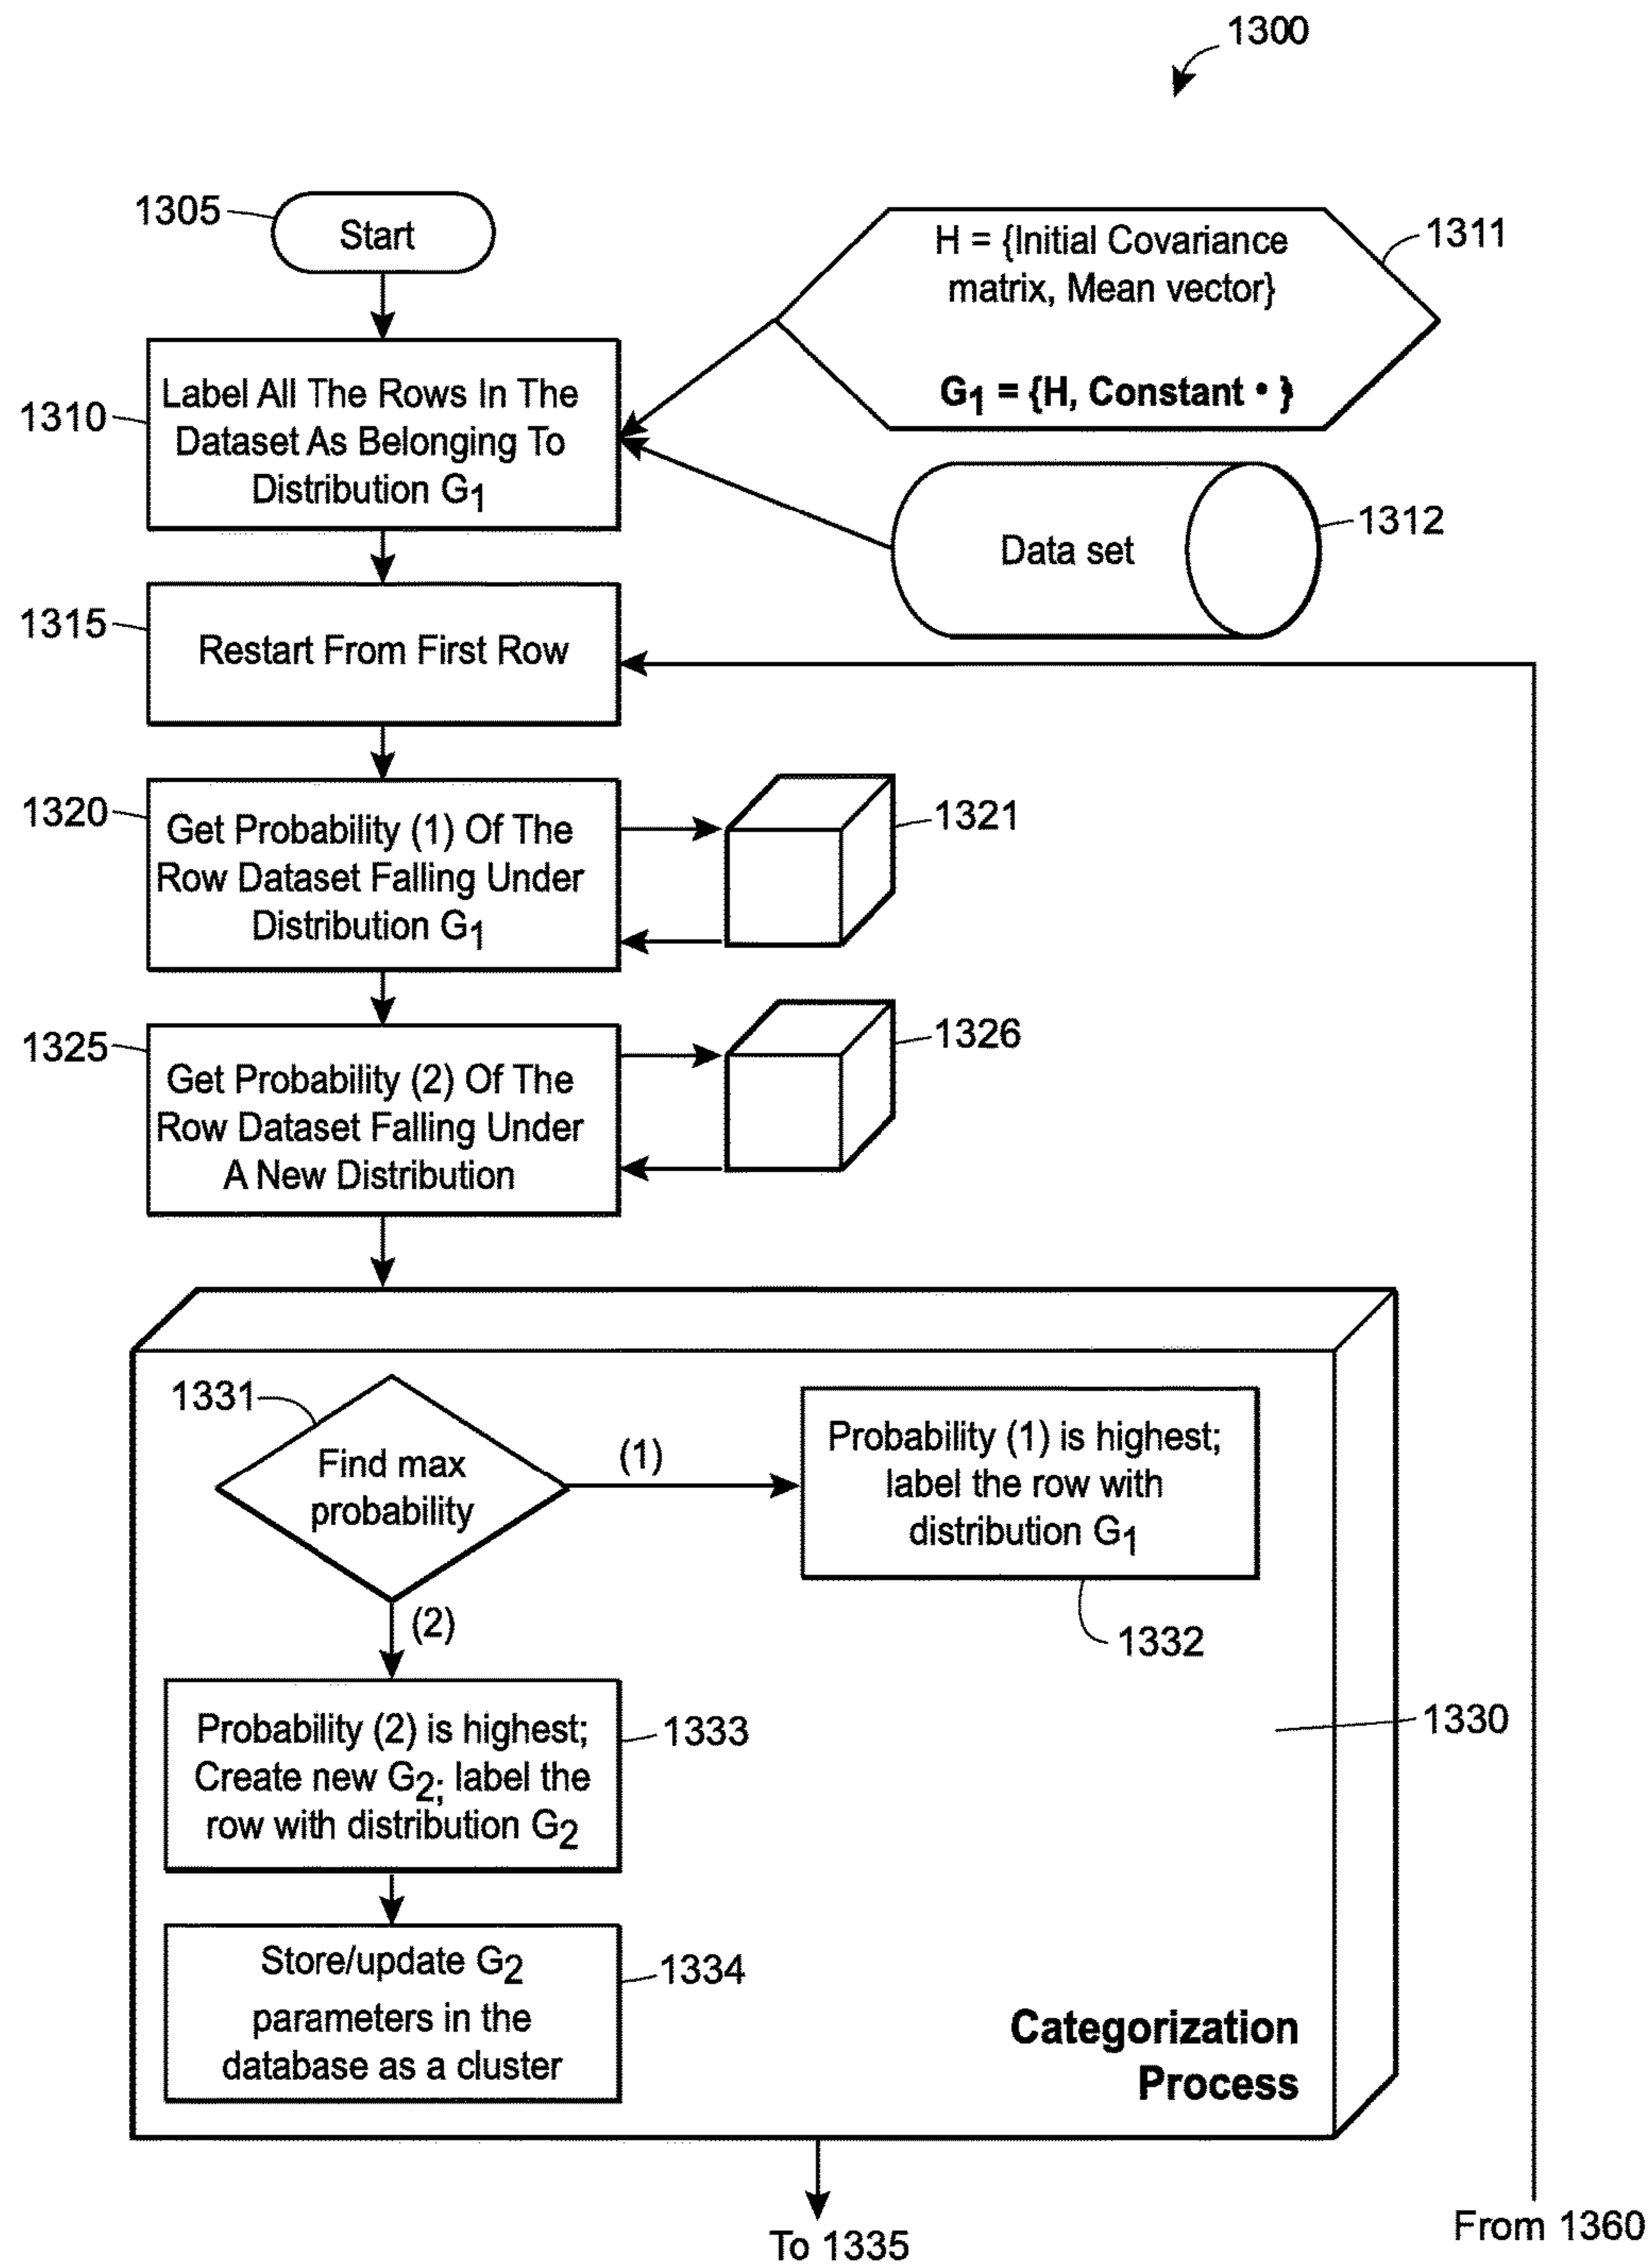 1300
1305
Start
H = {Initial Covariance
matrix, Mean vector}
G1 = {H, Constant • }
1311
1310
Label All The Rows In The
Dataset As Belonging To
Distribution G1
Data set
1312
1315
Restart From First Row
1320
Get Probability (1) Of The
Row Dataset Falling Under
Distribution G1
1321
1325
Get Probability (2) Of The
Row Dataset Falling Under
A New Distribution
1326
1331
Find max
probability
(1)
Probability (1) is highest;
label the row with
distribution G1
1332
(2)
Probability (2) is highest;
Create new G2; label the
row with distribution G2
1333
1330
Store/update G2
parameters in the
database as a cluster
1334
Categorization
Process
To 1335
From 1360